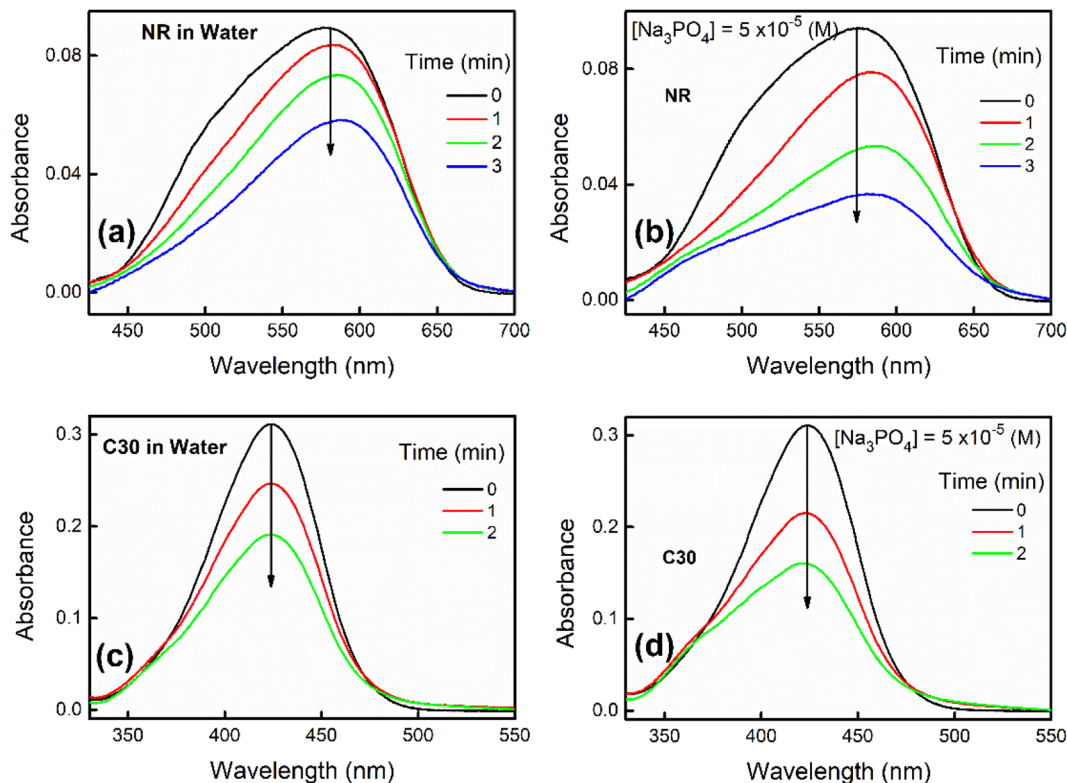 NR in Water
Time (min)
0
1
2
3
0.08
0.04
0.00
Absorbance
(a)
450 500 550 600 650 700
Wavelength (nm)
[Na3PO4] = 5 x10-5 (M)
Time (min)
NR
0
1
2
3
0.08
0.04
0.00
Absorbance
(b)
450 500 550 600 650 700
Wavelength (nm)
C30 in Water
Time (min)
0
1
2
0.3
0.2
0.1
0.0
Absorbance
(c)
350 400 450 500 550
Wavelength (nm)
[Na3PO4] = 5 x10-5 (M)
Time (min)
0
1
2
C30
0.3
0.2
0.1
0.0
Absorbance
(d)
350 400 450 500 550
Wavelength (nm)